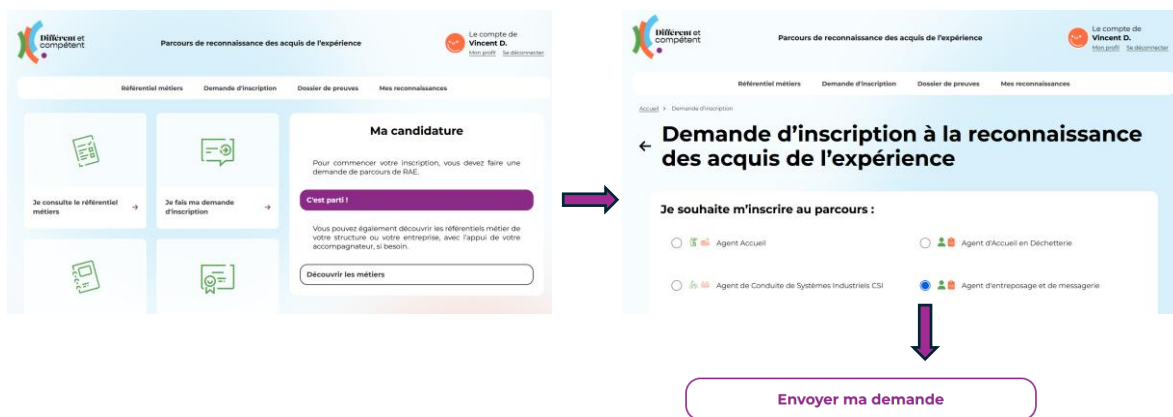 Différent et
compétent
Parcours de reconnaissance des acquis de l'expérience
Le compte de
Vincent D.
Mon profil Se déconnecter
Référentiel métiers Demande d'inscription Dossier de preuves Mes reconnaissances
Je consulte le référentiel
métiers →
Je fais ma demande
d'inscription →
Ma candidature
Pour commencer votre inscription, vous devez faire une
demande de parcours de RAE.
C'est parti !
Vous pouvez également découvrir les référentiels métier de
votre structure ou votre entreprise, avec l'appui de votre
accompagnateur, si besoin.
Découvrir les métiers
Différent et
compétent
Parcours de reconnaissance des acquis de l'expérience
Le compte de
Vincent D.
Mon profil Se déconnecter
Référentiel métiers Demande d'inscription Dossier de preuves Mes reconnaissances
Accueil > Demande d'inscription
← Demande d'inscription à la reconnaissance
des acquis de l'expérience
Je souhaite m'inscrire au parcours :
Agent Accueil
Agent d'Accueil en Déchetterie
Agent de Conduite de Systèmes Industriels CSI
Agent d'entreposage et de messagerie
Envoyer ma demande